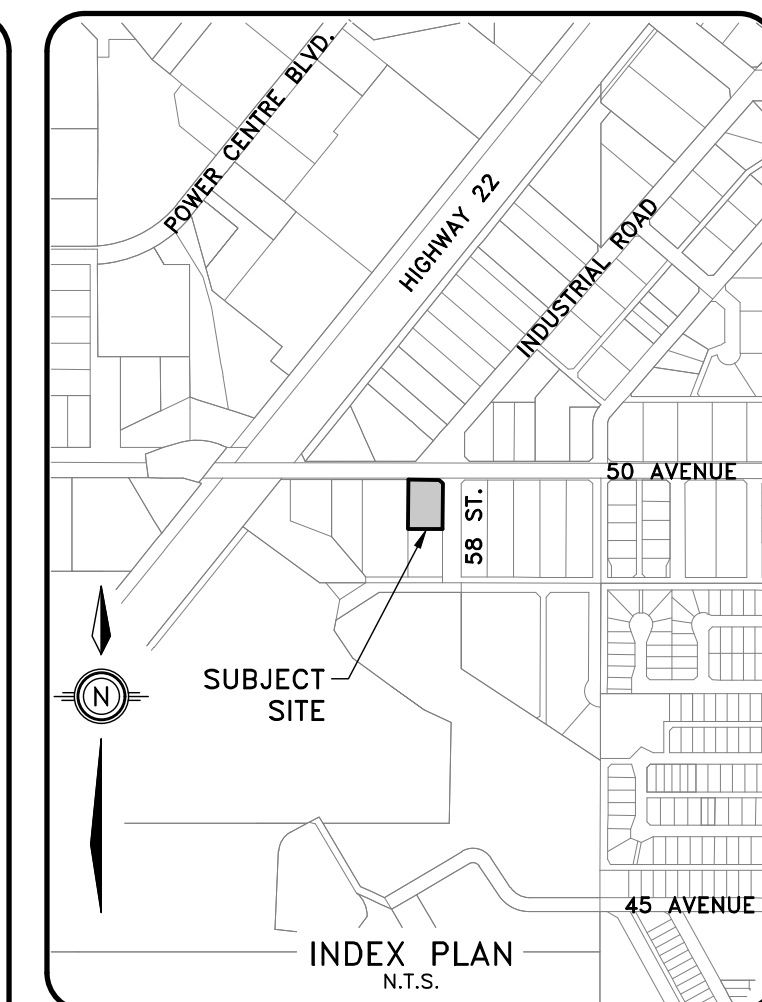 POWER CENTRE BLVD.
HIGHWAY 22
INDUSTRIAL ROAD
50 AVENUE
58 ST.
SUBJECT
SITE
N
45 AVENUE
INDEX PLAN
N.T.S.